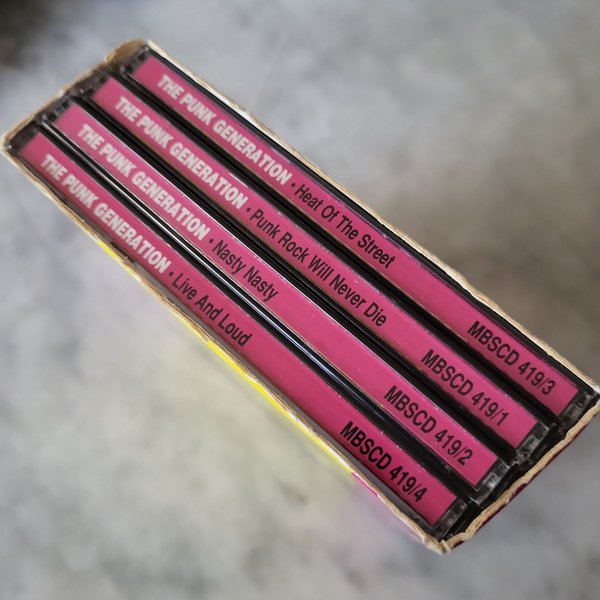 THE PUNK GENERATION · Heat Of The Street MBSCD 419/3
THE PUNK GENERATION · Punk Rock Will Never Die MBSCD 419/1
THE PUNK GENERATION · Nasty Nasty MBSCD 419/2
THE PUNK GENERATION · Live And Loud MBSCD 419/4